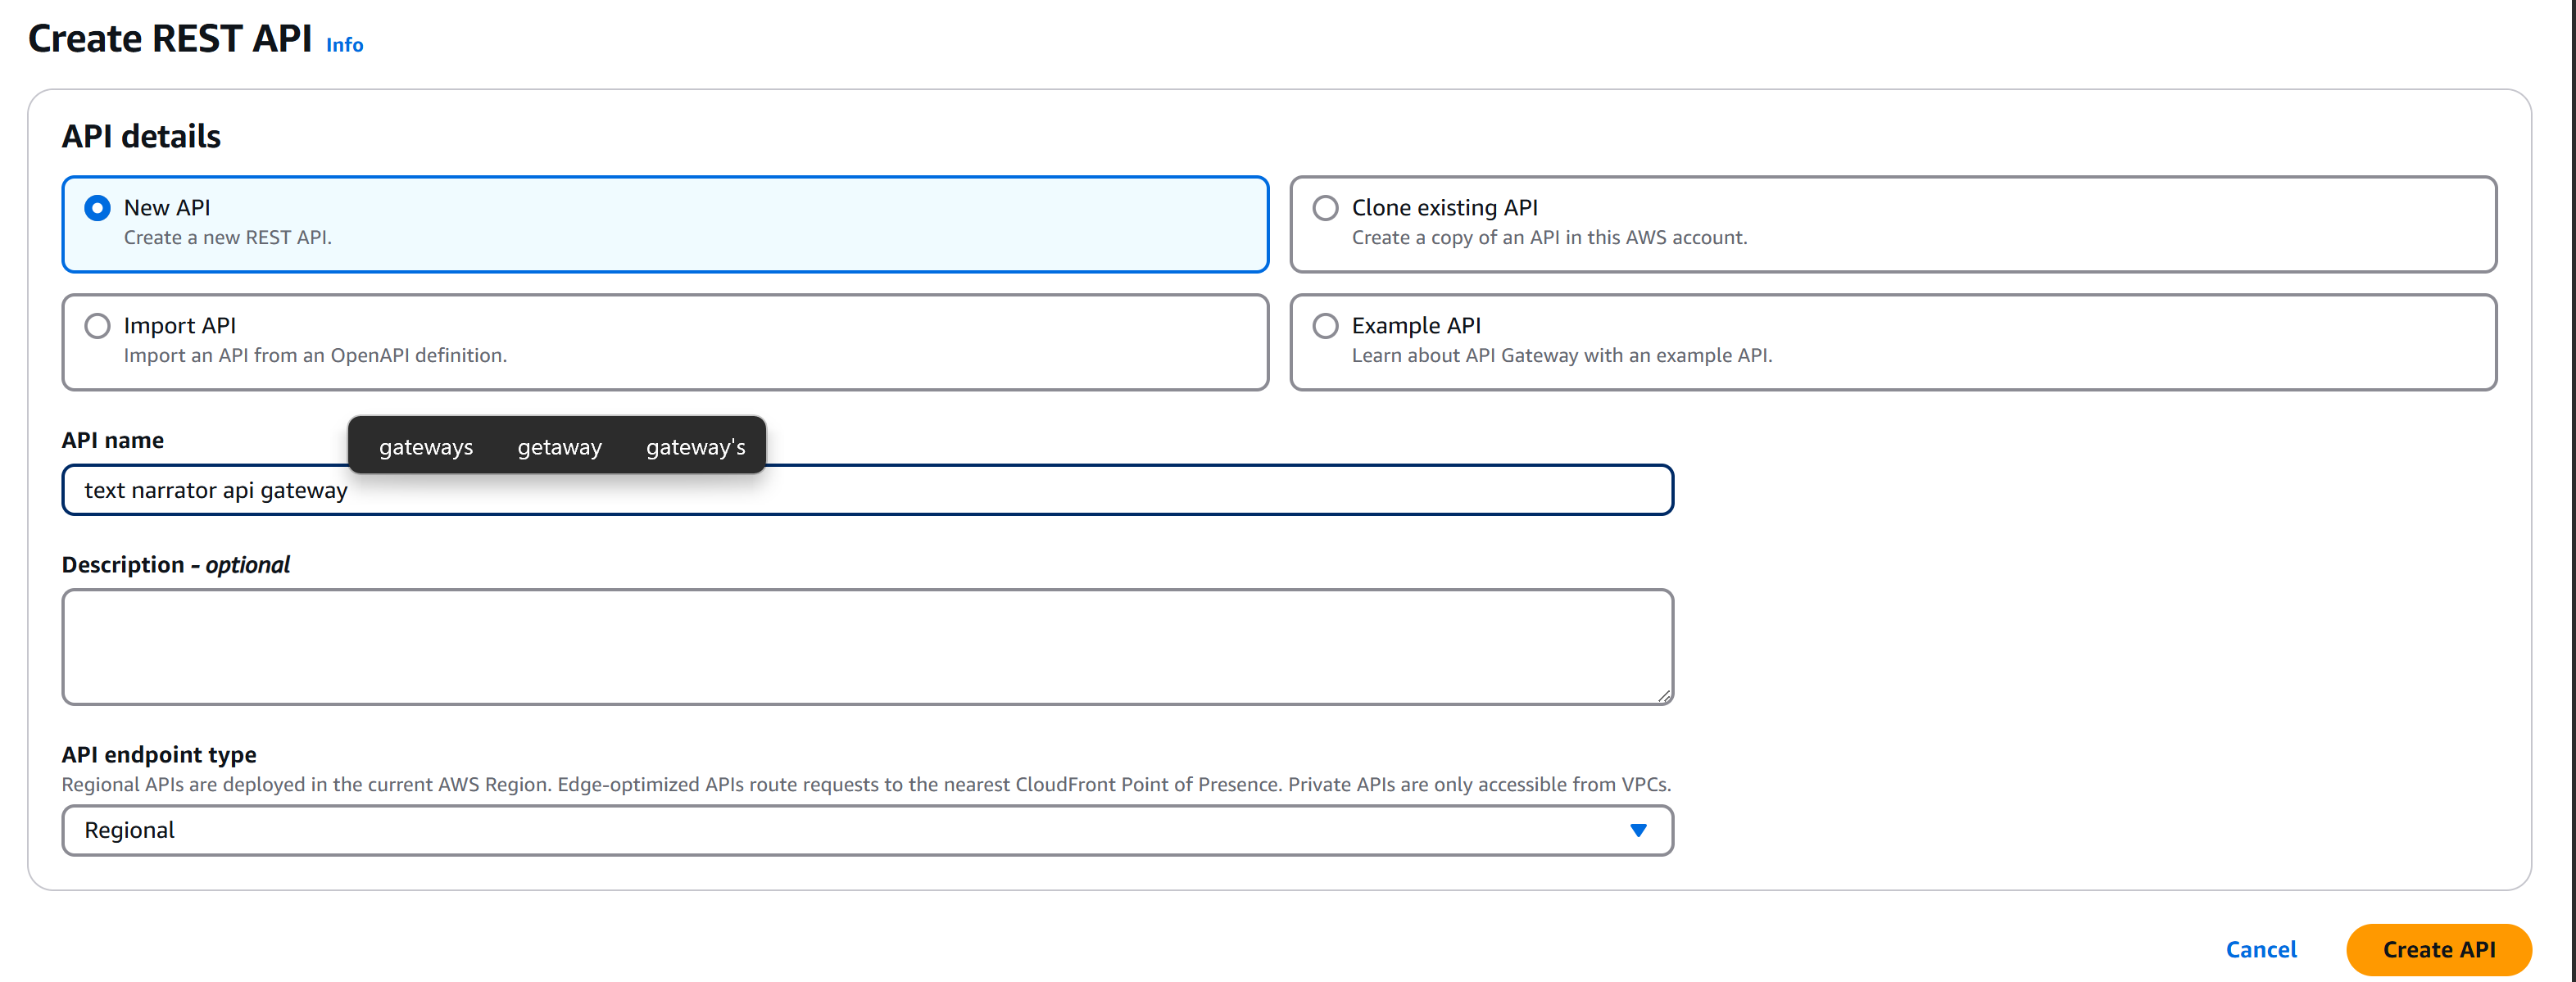 Create REST API Info
API details
New API
Create a new REST API.
Clone existing API
Create a copy of an API in this AWS account.
Import API
Import an API from an OpenAPI definition.
Example API
Learn about API Gateway with an example API.
API name
gateways getaway gateway's
text narrator api gateway
Description - optional
API endpoint type
Regional APIs are deployed in the current AWS Region. Edge-optimized APIs route requests to the nearest CloudFront Point of Presence. Private APIs are only accessible from VPCs.
Regional
Cancel
Create API